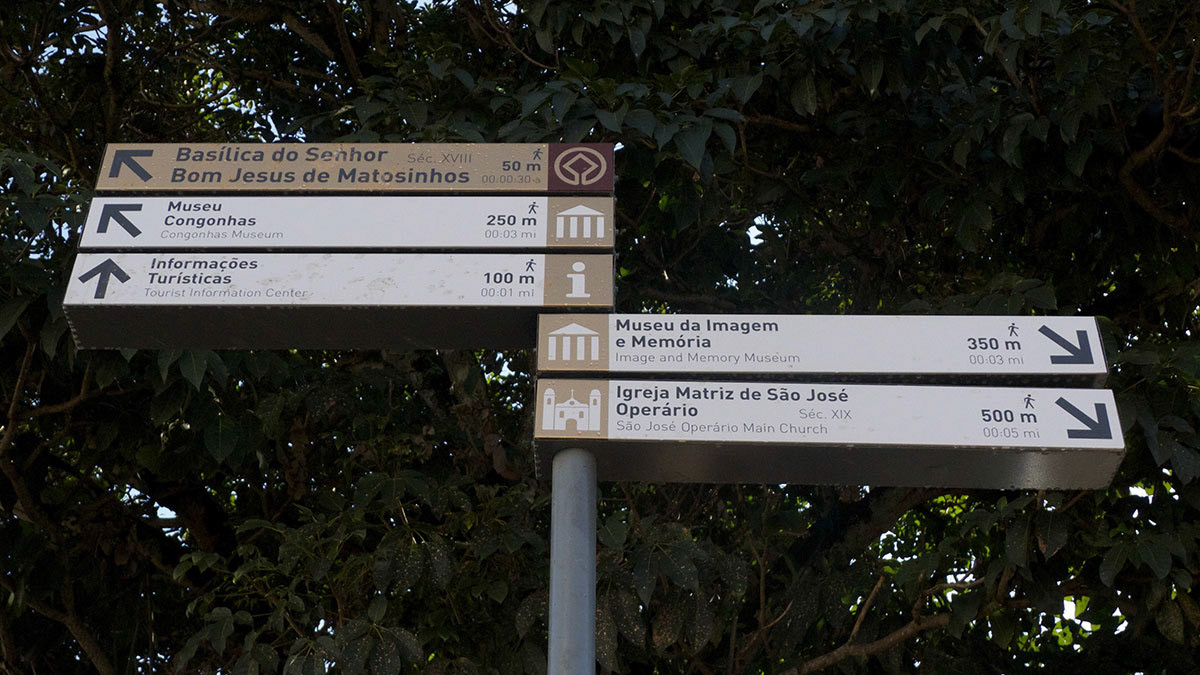 Basílica do Senhor Séc. XVIII
Bom Jesus de Matosinhos
50 m
00:00:30 s
Museu
Congonhas
Congonhas Museum
250 m
00:03 mi
Informações
Turísticas
Tourist Information Center
100 m
00:01 mi
i
Museu da Imagem
e Memória
Image and Memory Museum
350 m
00:03 mi
Igreja Matriz de São José
Operário Séc. XIX
São José Operário Main Church
500 m
00:05 mi